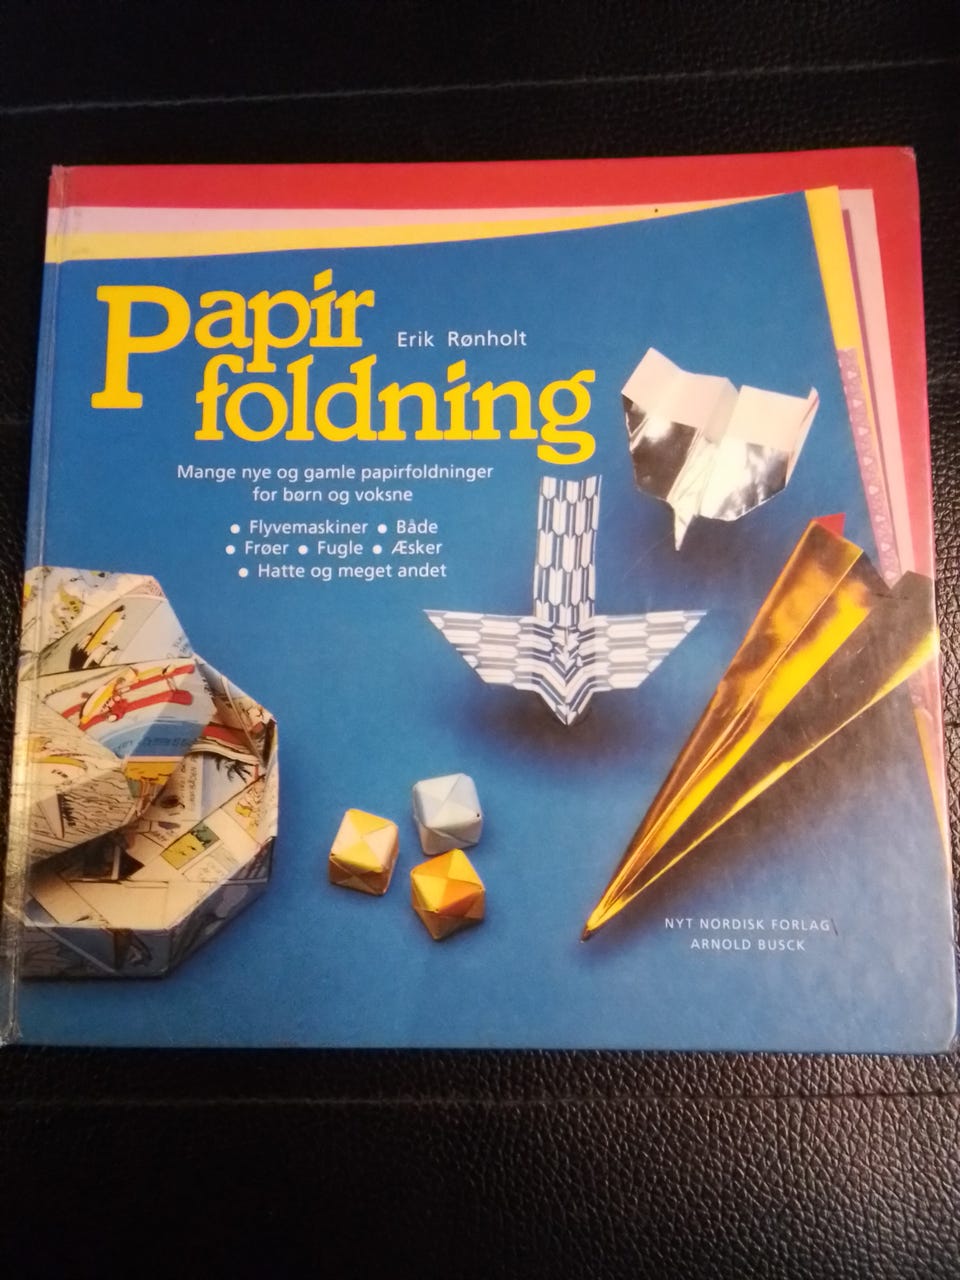 Papir
foldning
Erik Rønholt
Mange nye og gamle papirfoldninger
for børn og voksne
• Flyvemaskiner • Både
• Frøer • Fugle • Æsker
• Hatte og meget andet
NYT NORDISK FORLAG
ARNOLD BUSCK